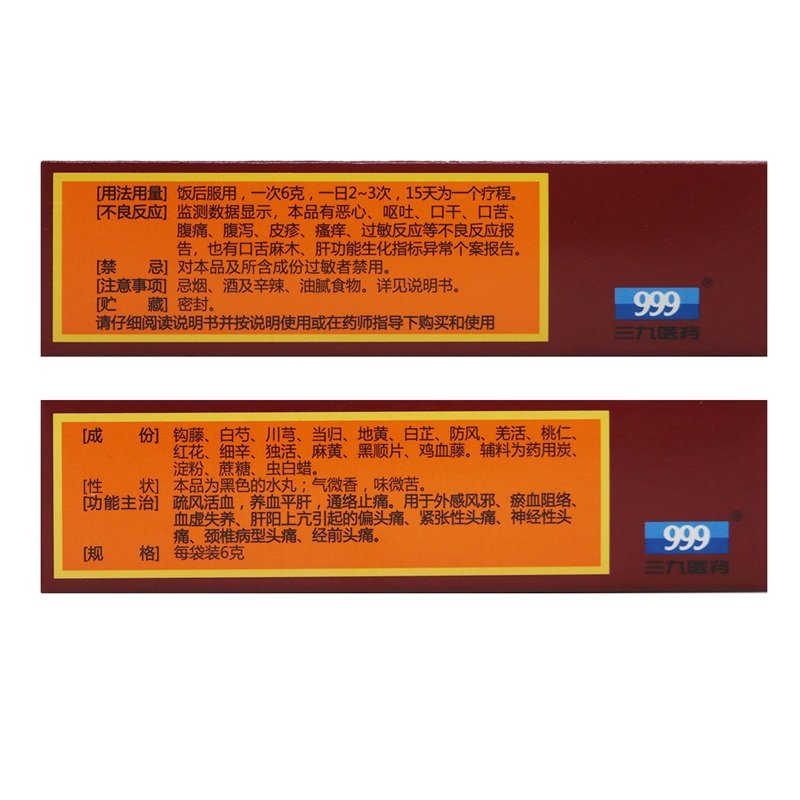 [用法用量] 饭后服用，一次6克，一日2~3次，15天为一个疗程。
[不良反应] 监测数据显示，本品有恶心、呕吐、口干、口苦、
腹痛、腹泻、皮疹、瘙痒、过敏反应等不良反应报
告，也有口舌麻木、肝功能生化指标异常个案报告。
[禁 忌] 对本品及所含成份过敏者禁用。
[注意事项] 忌烟、酒及辛辣、油腻食物。详见说明书。
[贮 藏] 密封。
请仔细阅读说明书并按说明使用或在药师指导下购买和使用
999®
三九医药
[成 份] 钩藤、白芍、川芎、当归、地黄、白芷、防风、羌活、桃仁、
红花、细辛、独活、麻黄、黑顺片、鸡血藤。辅料为药用炭、
淀粉、蔗糖、虫白蜡。
[性 状] 本品为黑色的水丸；气微香，味微苦。
[功能主治] 疏风活血，养血平肝，通络止痛。用于外感风邪、瘀血阻络、
血虚失养、肝阳上亢引起的偏头痛、紧张性头痛、神经性头
痛、颈椎病型头痛、经前头痛。
[规 格] 每袋装6克
999®
三九医药